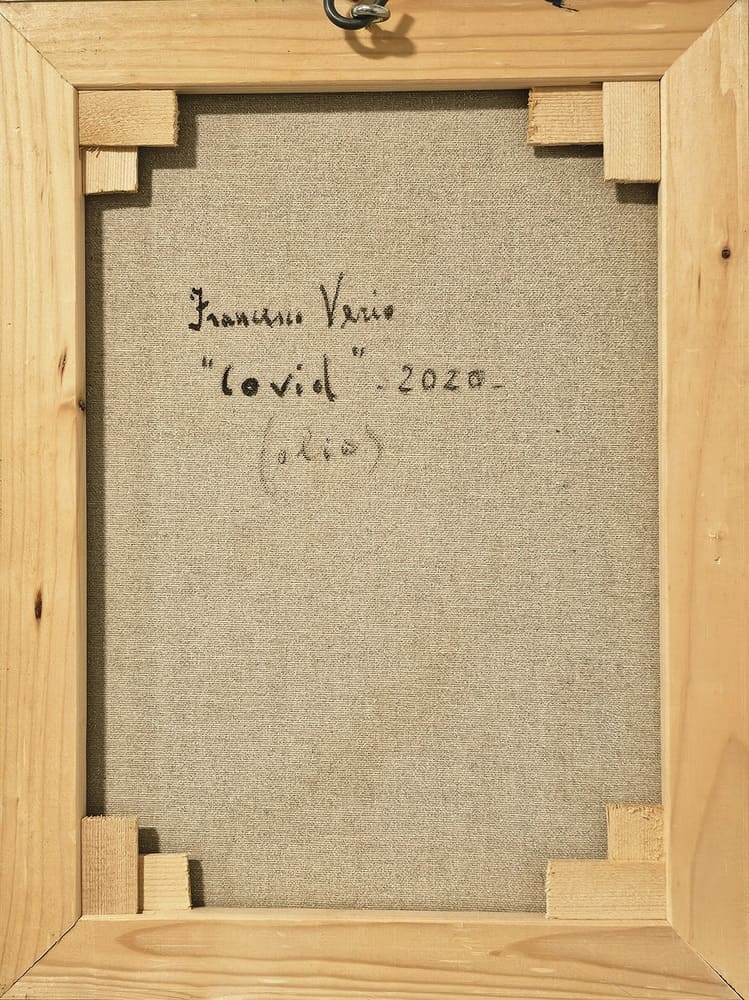 Francesco Verio
"Covid" - 2020 -
(olio)